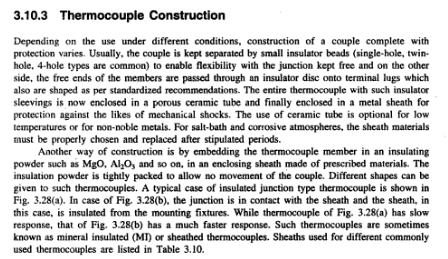 3.10.3 Thermocouple Construction
Depending on the use under different conditions, construction of a couple complete with
protection varies. Usually, the couple is kept separated by small insulator beads (single-hole, twin-
hole, 4-hole types are common) to enable flexibility with the junction kept free and on the other
side, the free ends of the members are passed through an insulator disc onto terminal lugs which
also are shaped as per standardized recommendations. The entire thermocouple with such insulator
sleevings is now enclosed in a porous ceramic tube and finally enclosed in a metal sheath for
protection against the likes of mechanical shocks. The use of ceramic tube is optional for low
temperatures or for non-noble metals. For salt-bath and corrosive atmospheres, the sheath materials
must be properly chosen and replaced after stipulated periods.
Another way of construction is by embedding the thermocouple member in an insulating
powder such as MgO, Al₂O₃ and so on, in an enclosing sheath made of prescribed materials. The
insulation powder is tightly packed to allow no movement of the couple. Different shapes can be
given to such thermocouples. A typical case of insulated junction type thermocouple is shown in
Fig. 3.28(a). In case of Fig. 3.28(b), the junction is in contact with the sheath and the sheath, in
this case, is insulated from the mounting fixtures. While thermocouple of Fig. 3.28(a) has slow
response, that of Fig. 3.28(b) has a much faster response. Such thermocouples are sometimes
known as mineral insulated (MI) or sheathed thermocouples. Sheaths used for different commonly
used thermocouples are listed in Table 3.10.